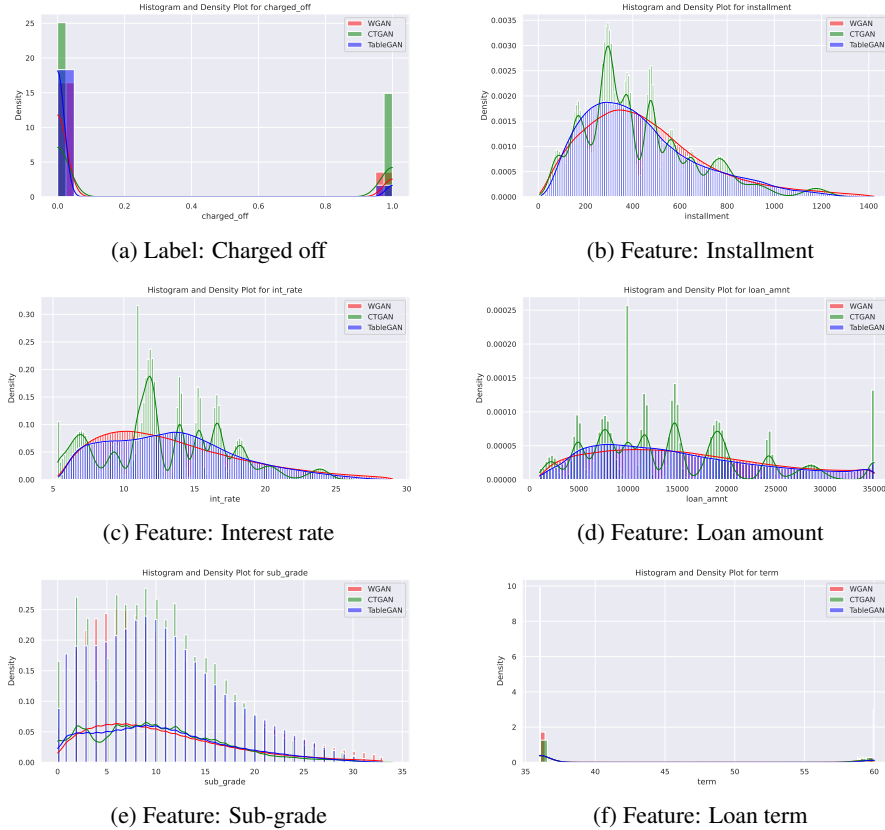 Histogram and Density Plot for charged_off
25
20
15
10
5
0
Density
0.0 0.2 0.4 0.6 0.8 1.0
charged_off
WGAN
CTGAN
TableGAN
(a) Label: Charged off
Histogram and Density Plot for installment
0.0035
0.0030
0.0025
0.0020
0.0015
0.0010
0.0005
0.0000
Density
0 200 400 600 800 1000 1200 1400
installment
WGAN
CTGAN
TableGAN
(b) Feature: Installment
Histogram and Density Plot for int_rate
0.30
0.25
0.20
0.15
0.10
0.05
0.00
Density
5 10 15 20 25 30
int_rate
WGAN
CTGAN
TableGAN
(c) Feature: Interest rate
Histogram and Density Plot for loan_amnt
0.00025
0.00020
0.00015
0.00010
0.00005
0.00000
Density
0 5000 10000 15000 20000 25000 30000 35000
loan_amnt
WGAN
CTGAN
TableGAN
(d) Feature: Loan amount
Histogram and Density Plot for sub_grade
0.25
0.20
0.15
0.10
0.05
0.00
Density
0 5 10 15 20 25 30 35
sub_grade
WGAN
CTGAN
TableGAN
(e) Feature: Sub-grade
Histogram and Density Plot for term
10
8
6
4
2
0
Density
35 40 45 50 55 60
term
WGAN
CTGAN
TableGAN
(f) Feature: Loan term